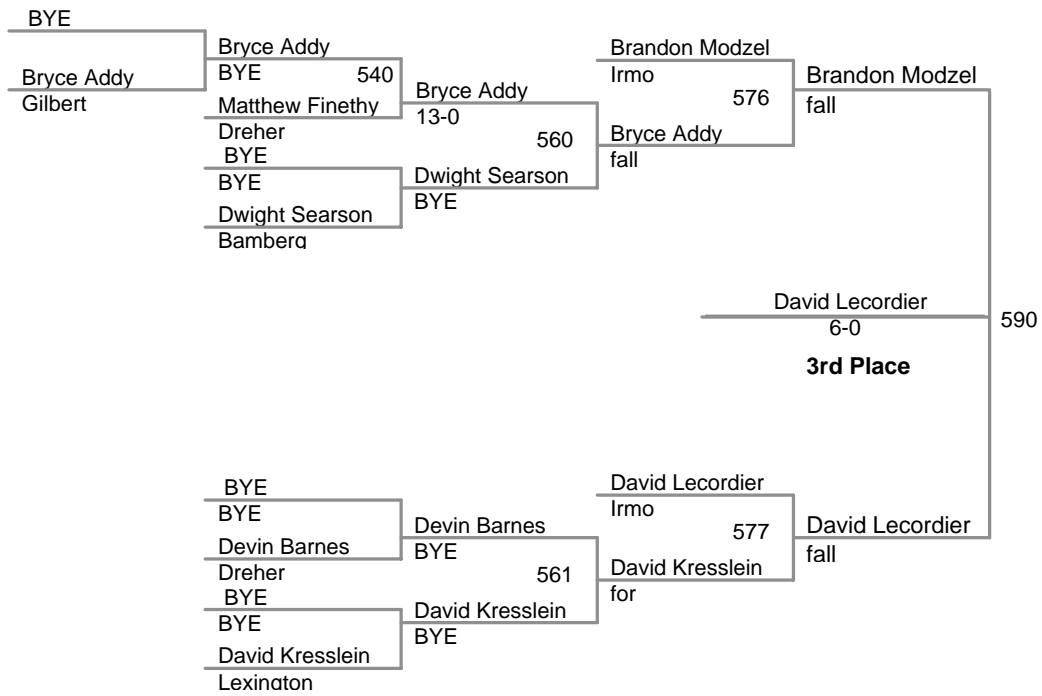 BYE
Bryce Addy
Gilbert
Bryce Addy
BYE
540
Matthew Finethy
Dreher
Bryce Addy
13-0
560
BYE
BYE
Dwight Searson
Bamberg
Dwight Searson
BYE
Brandon Modzel
Irmo
576
Bryce Addy
fall
Brandon Modzel
fall
David Lecordier
6-0
3rd Place
590
BYE
BYE
Devin Barnes
Dreher
Devin Barnes
BYE
561
BYE
BYE
David Kresslein
Lexington
David Kresslein
BYE
David Lecordier
Irmo
577
David Kresslein
for
David Lecordier
fall